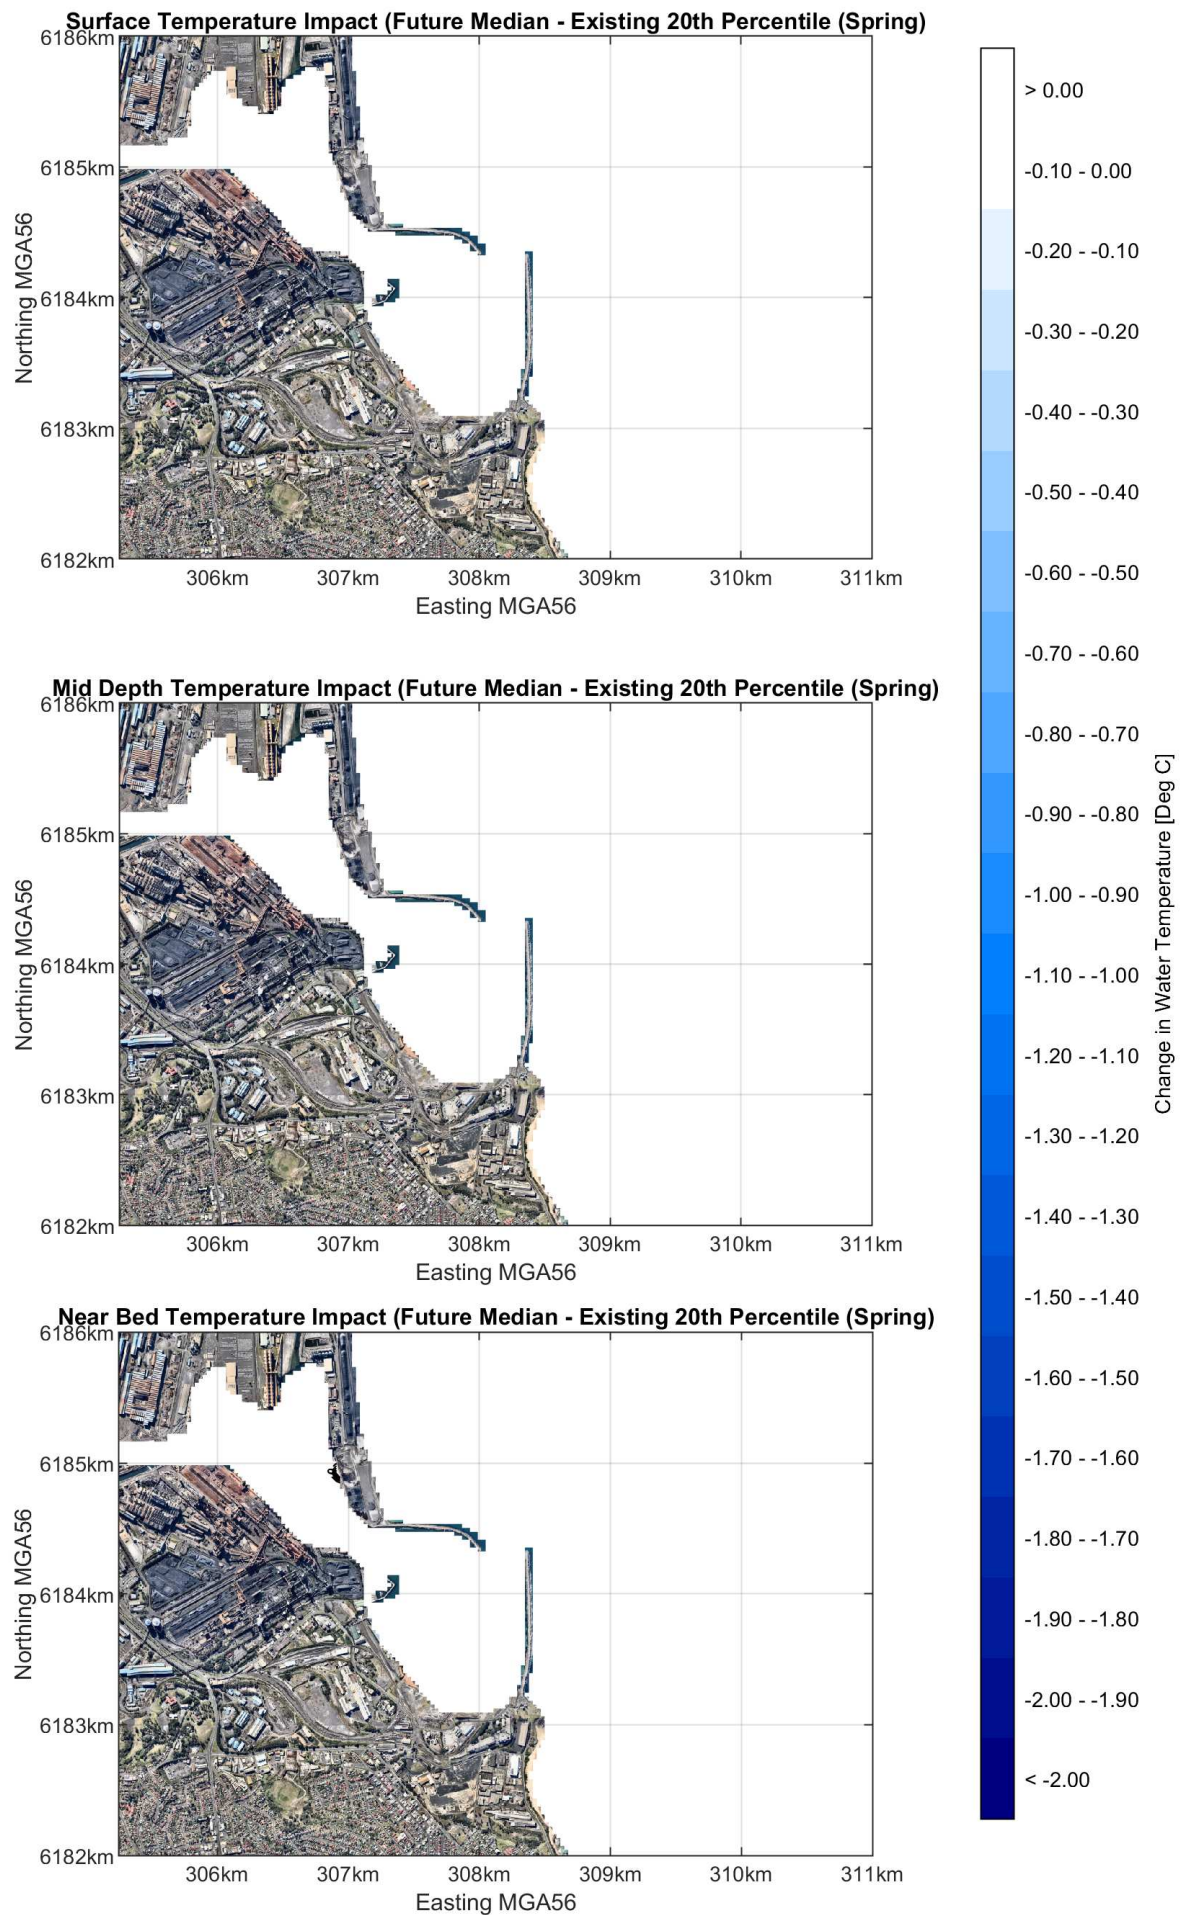 Surface Temperature Impact (Future Median - Existing 20th Percentile (Spring)
6186km
6185km
6184km
6183km
6182km
Northing MGA56
306km 307km 308km 309km 310km 311km
Easting MGA56
Mid Depth Temperature Impact (Future Median - Existing 20th Percentile (Spring)
6186km
6185km
6184km
6183km
6182km
Northing MGA56
306km 307km 308km 309km 310km 311km
Easting MGA56
Near Bed Temperature Impact (Future Median - Existing 20th Percentile (Spring)
6186km
6185km
6184km
6183km
6182km
Northing MGA56
306km 307km 308km 309km 310km 311km
Easting MGA56
> 0.00
-0.10 - 0.00
-0.20 - -0.10
-0.30 - -0.20
-0.40 - -0.30
-0.50 - -0.40
-0.60 - -0.50
-0.70 - -0.60
-0.80 - -0.70
-0.90 - -0.80
-1.00 - -0.90
-1.10 - -1.00
-1.20 - -1.10
-1.30 - -1.20
-1.40 - -1.30
-1.50 - -1.40
-1.60 - -1.50
-1.70 - -1.60
-1.80 - -1.70
-1.90 - -1.80
-2.00 - -1.90
< -2.00
Change in Water Temperature [Deg C]